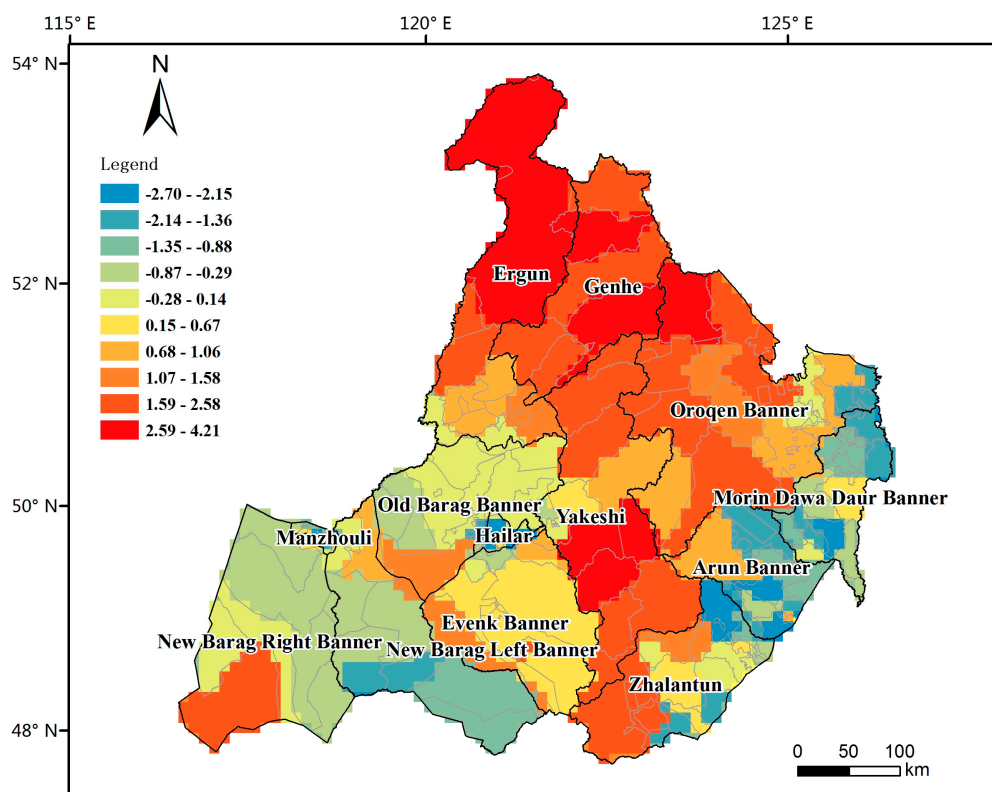 115° E 120° E 125° E
54° N
52° N
50° N
48° N
N
Legend
-2.70 - -2.15
-2.14 - -1.36
-1.35 - -0.88
-0.87 - -0.29
-0.28 - 0.14
0.15 - 0.67
0.68 - 1.06
1.07 - 1.58
1.59 - 2.58
2.59 - 4.21
Ergun
Genhe
Oroqen Banner
Morin Dawa Daur Banner
Old Barag Banner
Yakeshi
Manzhouli
Hailar
Arun Banner
Evenk Banner
New Barag Right Banner
New Barag Left Banner
Zhalantun
0 50 100
km